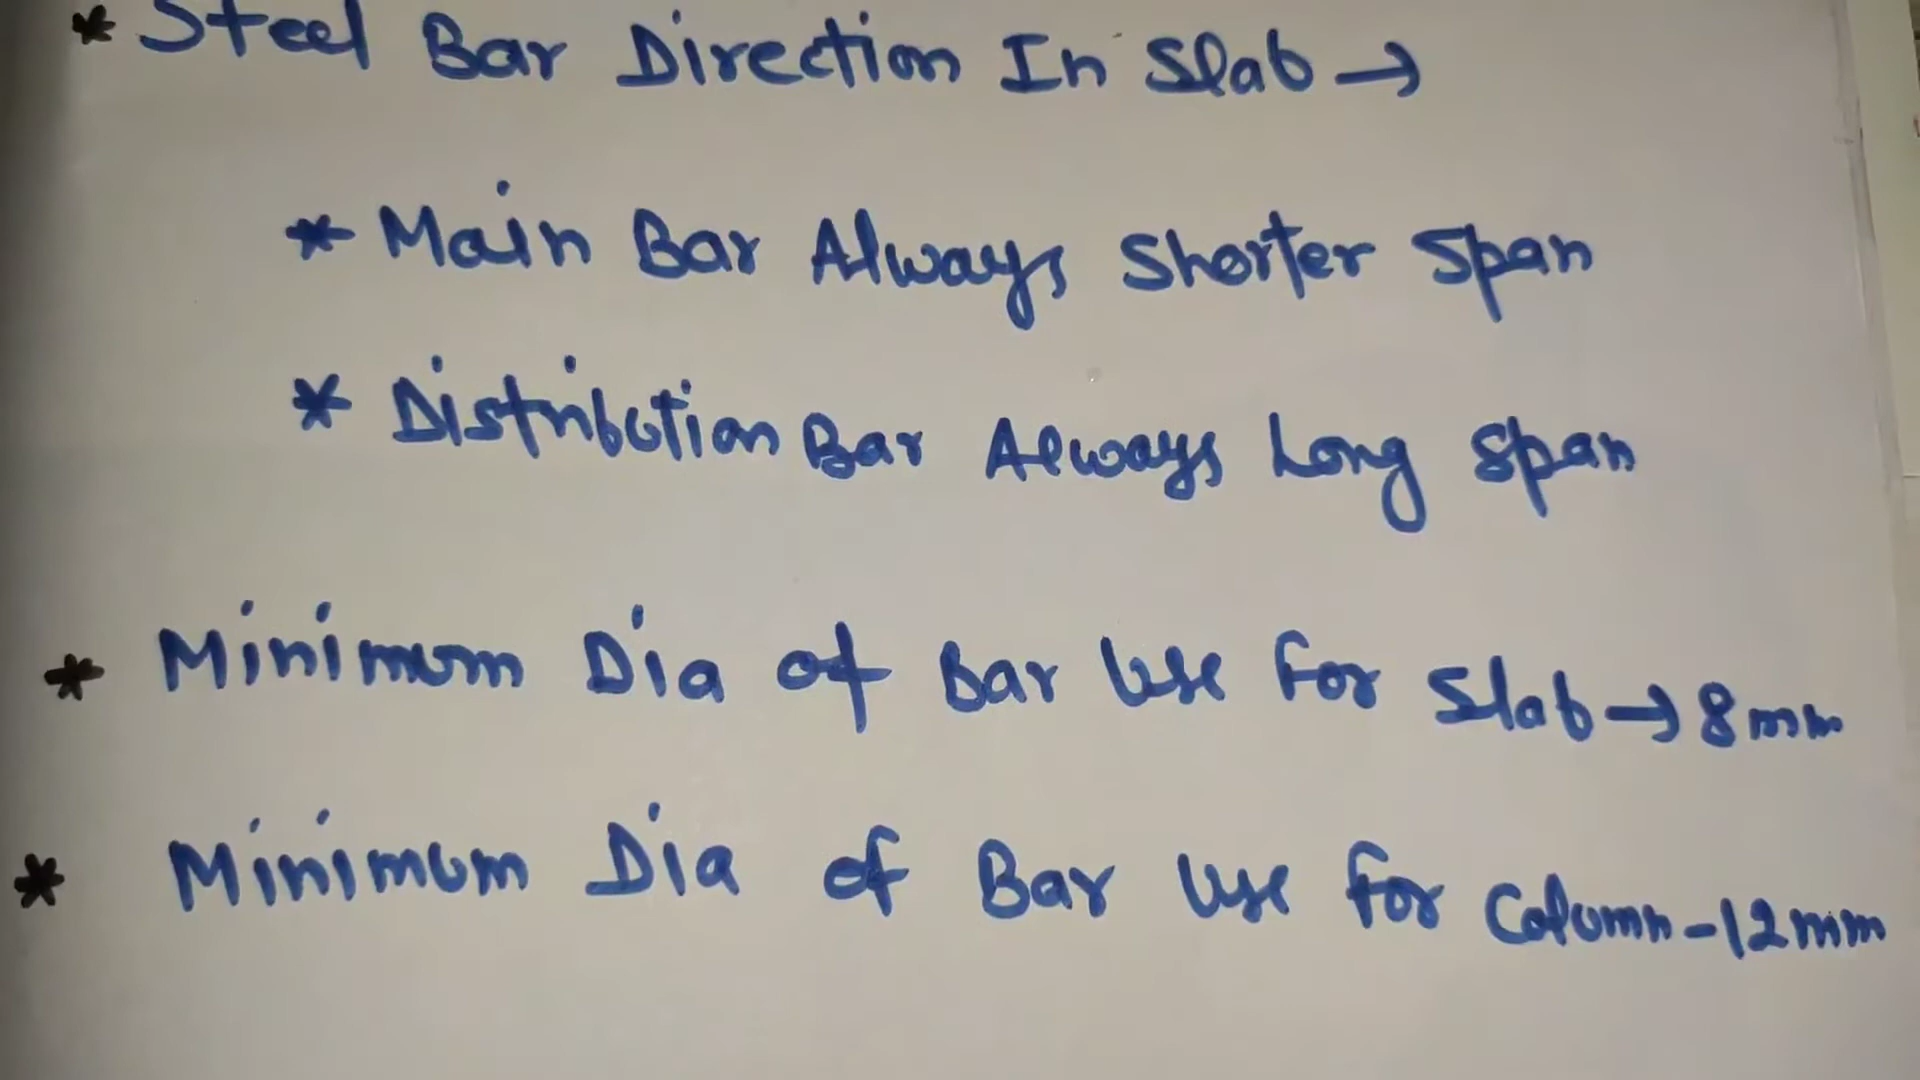 * Steel Bar Direction In Slab →
* Main Bar Always Shorter Span
* Distribution Bar Always Long Span
* Minimum Dia of Bar Use For Slab → 8mm
* Minimum Dia of Bar Use for Column - 12mm